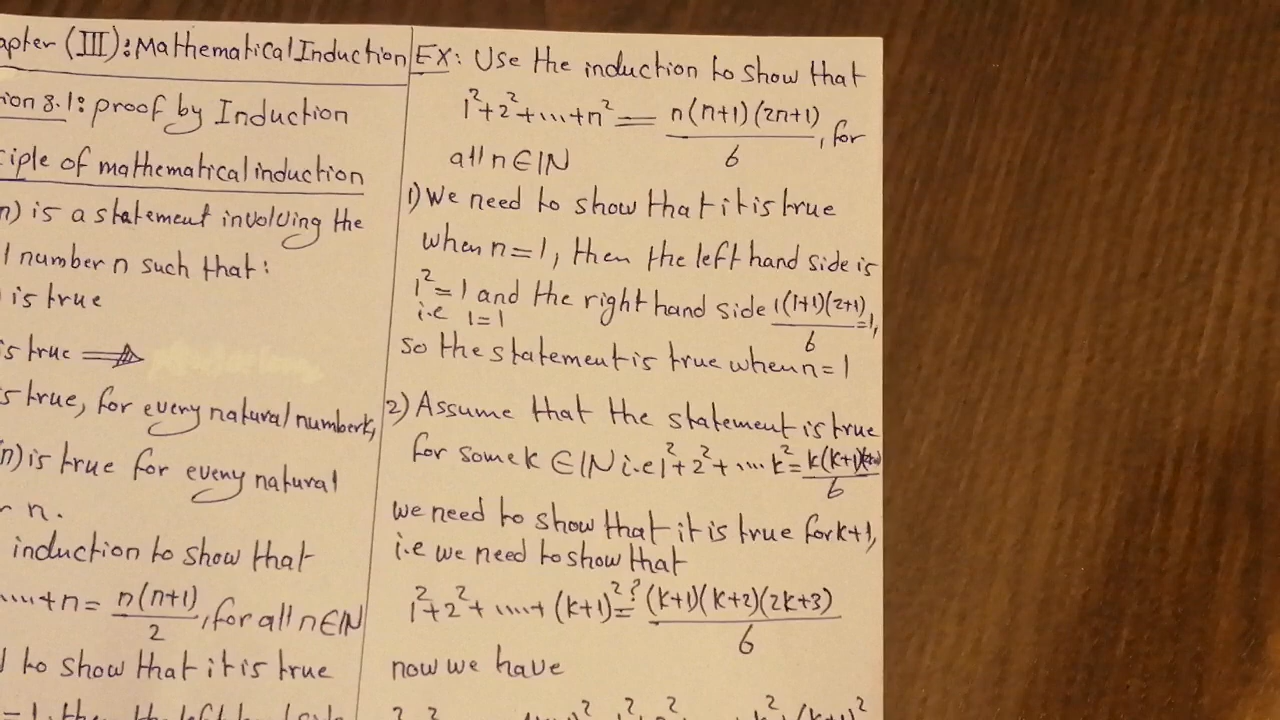 apter (III): Mathematical Induction
ion 3.1: proof by Induction
ciple of mathematical induction
n) is a statement involving the
l number n such that:
is true
is true ⟹
is true, for every natural number k,
(n) is true for every natural
r n.
induction to show that
.....+n = n(n+1)/2, for all n∈ℕ
to show that it is true
EX: Use the induction to show that
1²+2²+....+n² = n(n+1)(2n+1)/6, for
all n∈ℕ
1) We need to show that it is true
when n=1, then the left hand side is
1²=1 and the right hand side 1(1+1)(2+1)/6 =1,
i.e 1=1
so the statement is true when n=1
2) Assume that the statement is true
for some k ∈ℕ i.e 1²+2²+.... k² = k(k+1)/6
we need to show that it is true for k+1,
i.e we need to show that
1²+2²+.....+ (k+1)² =? (k+1)(k+2)(2k+3)/6
now we have